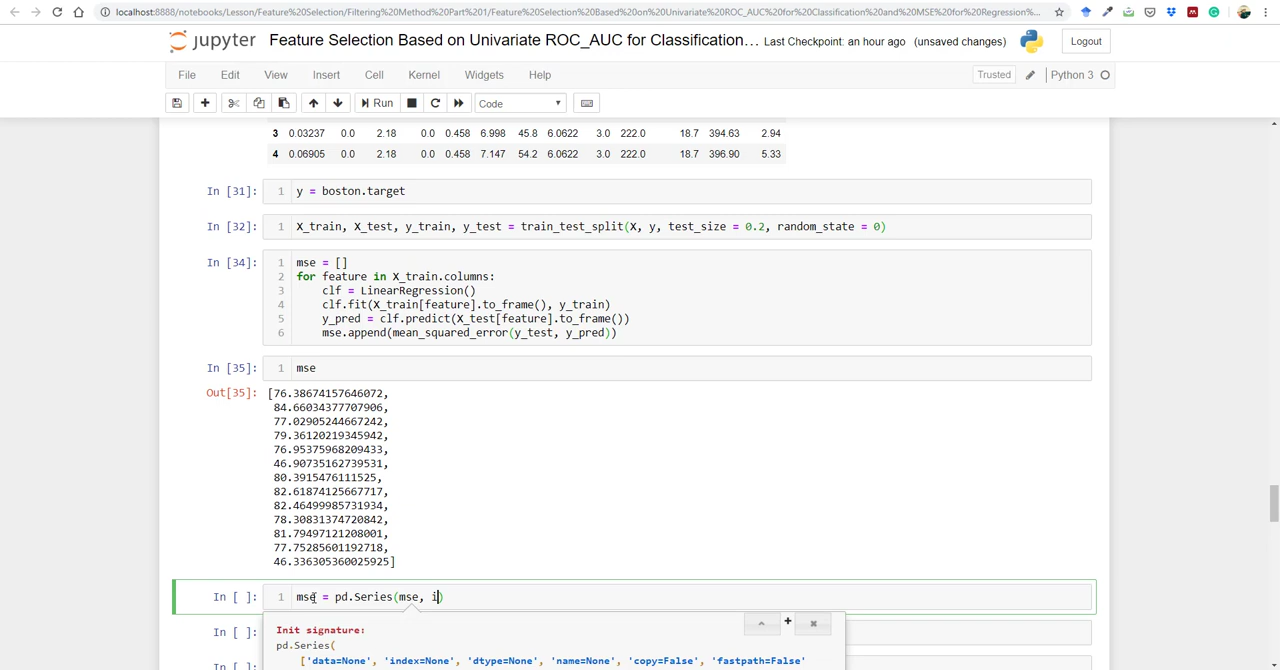 localhost:8888/notebooks/Lesson/Feature%20Selection/Filtering%20Method%20Part%201/Feature%20Selection%20Based%20on%20Univariate%20ROC_AUC%20for%20Classification%20and%20MSE%20for%20Regression%...
jupyter Feature Selection Based on Univariate ROC_AUC for Classification... Last Checkpoint: an hour ago (unsaved changes) Logout
File Edit View Insert Cell Kernel Widgets Help Trusted Python 3
Run Code
3 0.03237 0.0 2.18 0.0 0.458 6.998 45.8 6.0622 3.0 222.0 18.7 394.63 2.94
4 0.06905 0.0 2.18 0.0 0.458 7.147 54.2 6.0622 3.0 222.0 18.7 396.90 5.33
In [31]: 1 y = boston.target
In [32]: 1 X_train, X_test, y_train, y_test = train_test_split(X, y, test_size = 0.2, random_state = 0)
In [34]: 1 mse = []
2 for feature in X_train.columns:
3 clf = LinearRegression()
4 clf.fit(X_train[feature].to_frame(), y_train)
5 y_pred = clf.predict(X_test[feature].to_frame())
6 mse.append(mean_squared_error(y_test, y_pred))
In [35]: 1 mse
Out[35]: [76.38674157646072,
84.66034377707906,
77.02905244667242,
79.36120219345942,
76.95375968209433,
46.90735162739531,
80.3915476111525,
82.61874125667717,
82.46499985731934,
78.30831374720842,
81.79497121208001,
77.75285601192718,
46.336305360025925]
In [ ]: 1 mse = pd.Series(mse, i)
Init signature:
In [ ]:
pd.Series(
['data=None', 'index=None', 'dtype=None', 'name=None', 'copy=False', 'fastpath=False'
In [ ]: